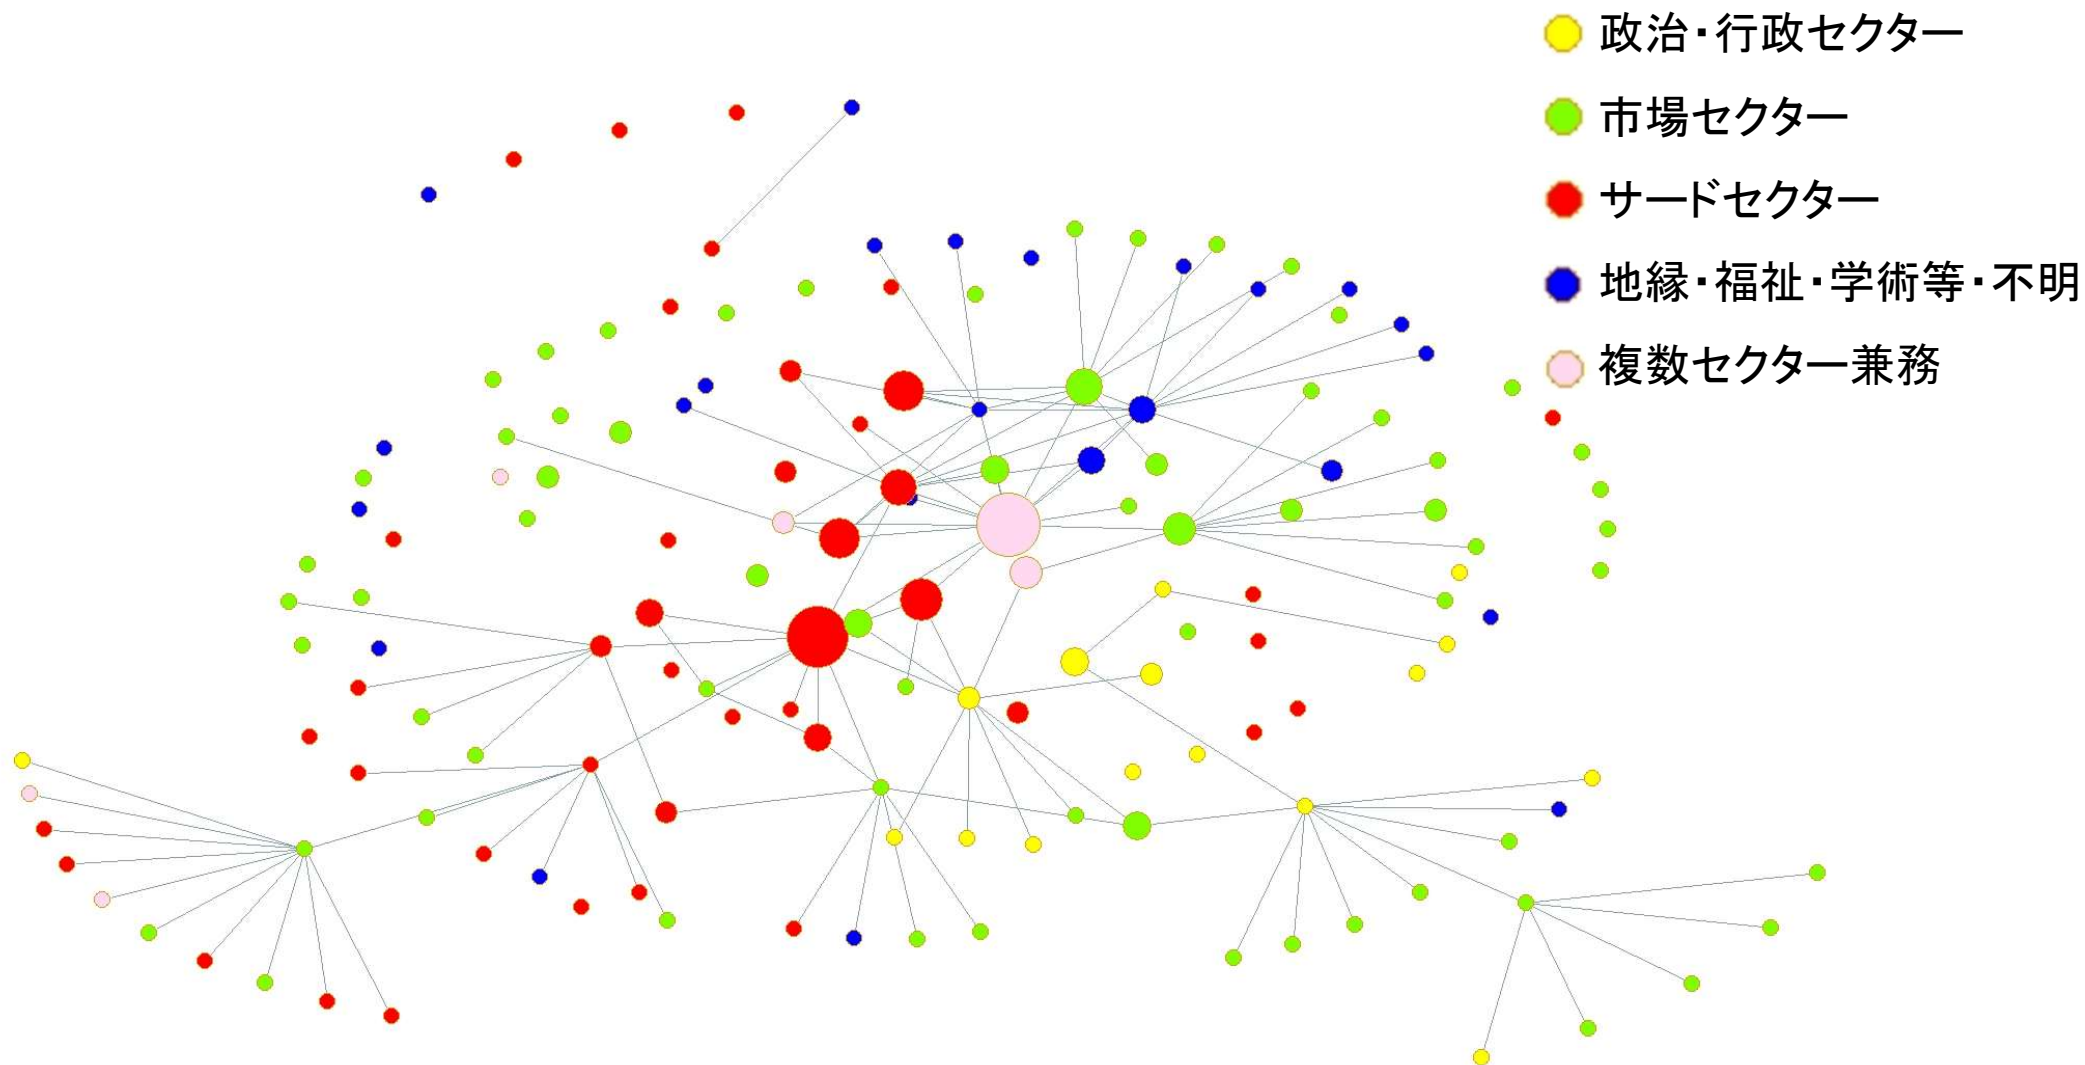 政治・行政セクター
市場セクター
サードセクター
地縁・福祉・学術等・不明
複数セクター兼務